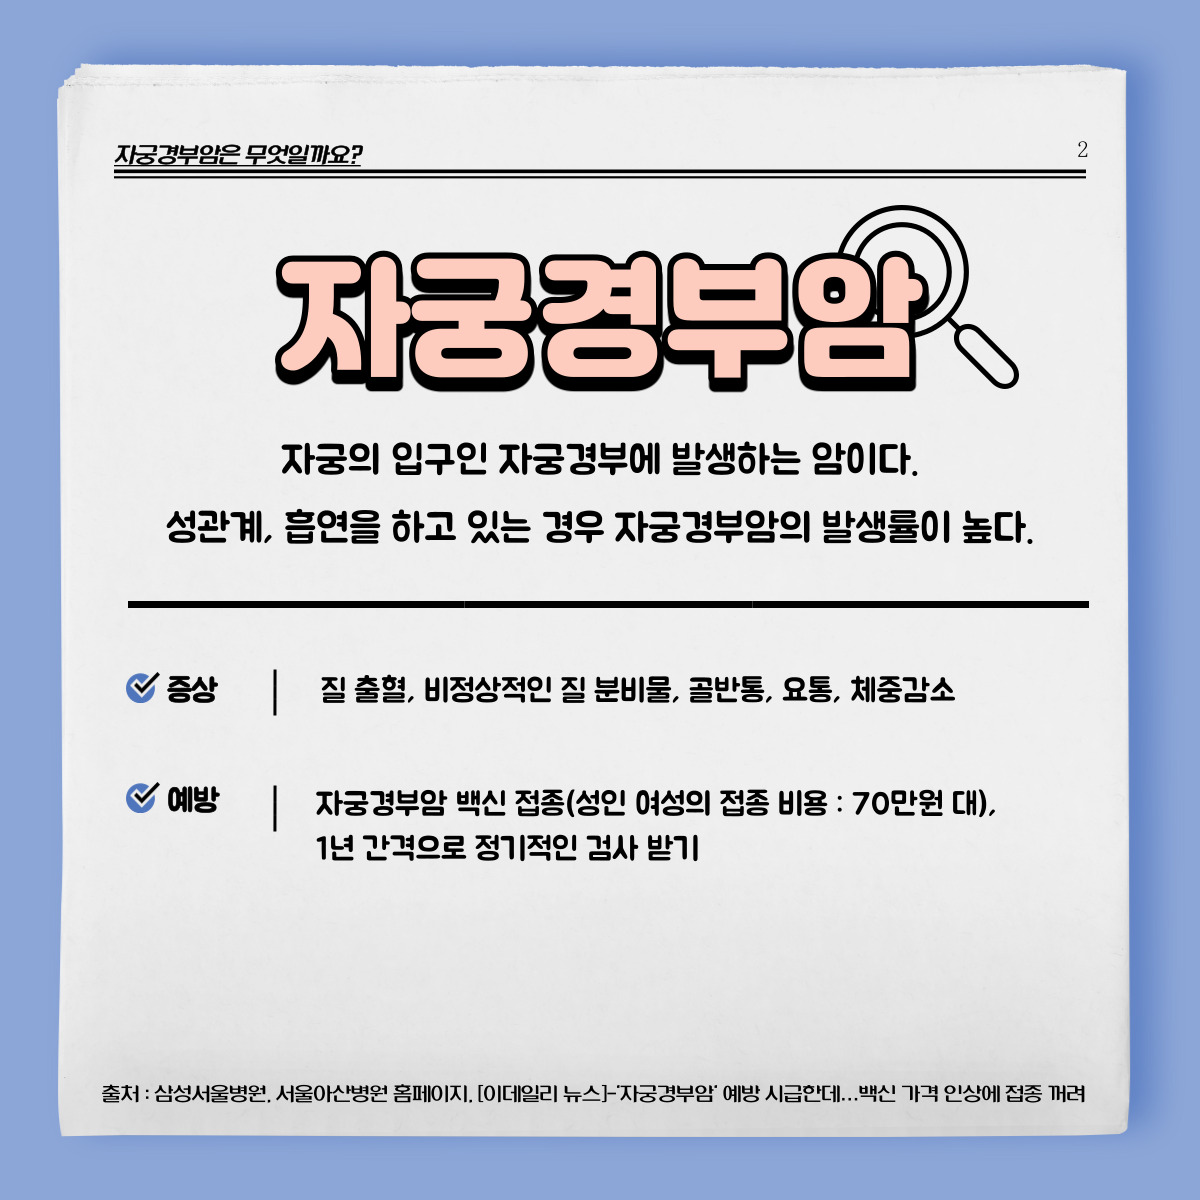 자궁경부암은 무엇일까요?
2
자궁경부암
자궁의 입구인 자궁경부에 발생하는 암이다.
성관계, 흡연을 하고 있는 경우 자궁경부암의 발생률이 높다.
증상
질 출혈, 비정상적인 질 분비물, 골반통, 요통, 체중감소
예방
자궁경부암 백신 접종(성인 여성의 접종 비용 : 70만원 대),
1년 간격으로 정기적인 검사 받기
출처 : 삼성서울병원, 서울아산병원 홈페이지, [이데일리 뉴스]-'자궁경부암' 예방 시급한데...백신 가격 인상에 접종 꺼려